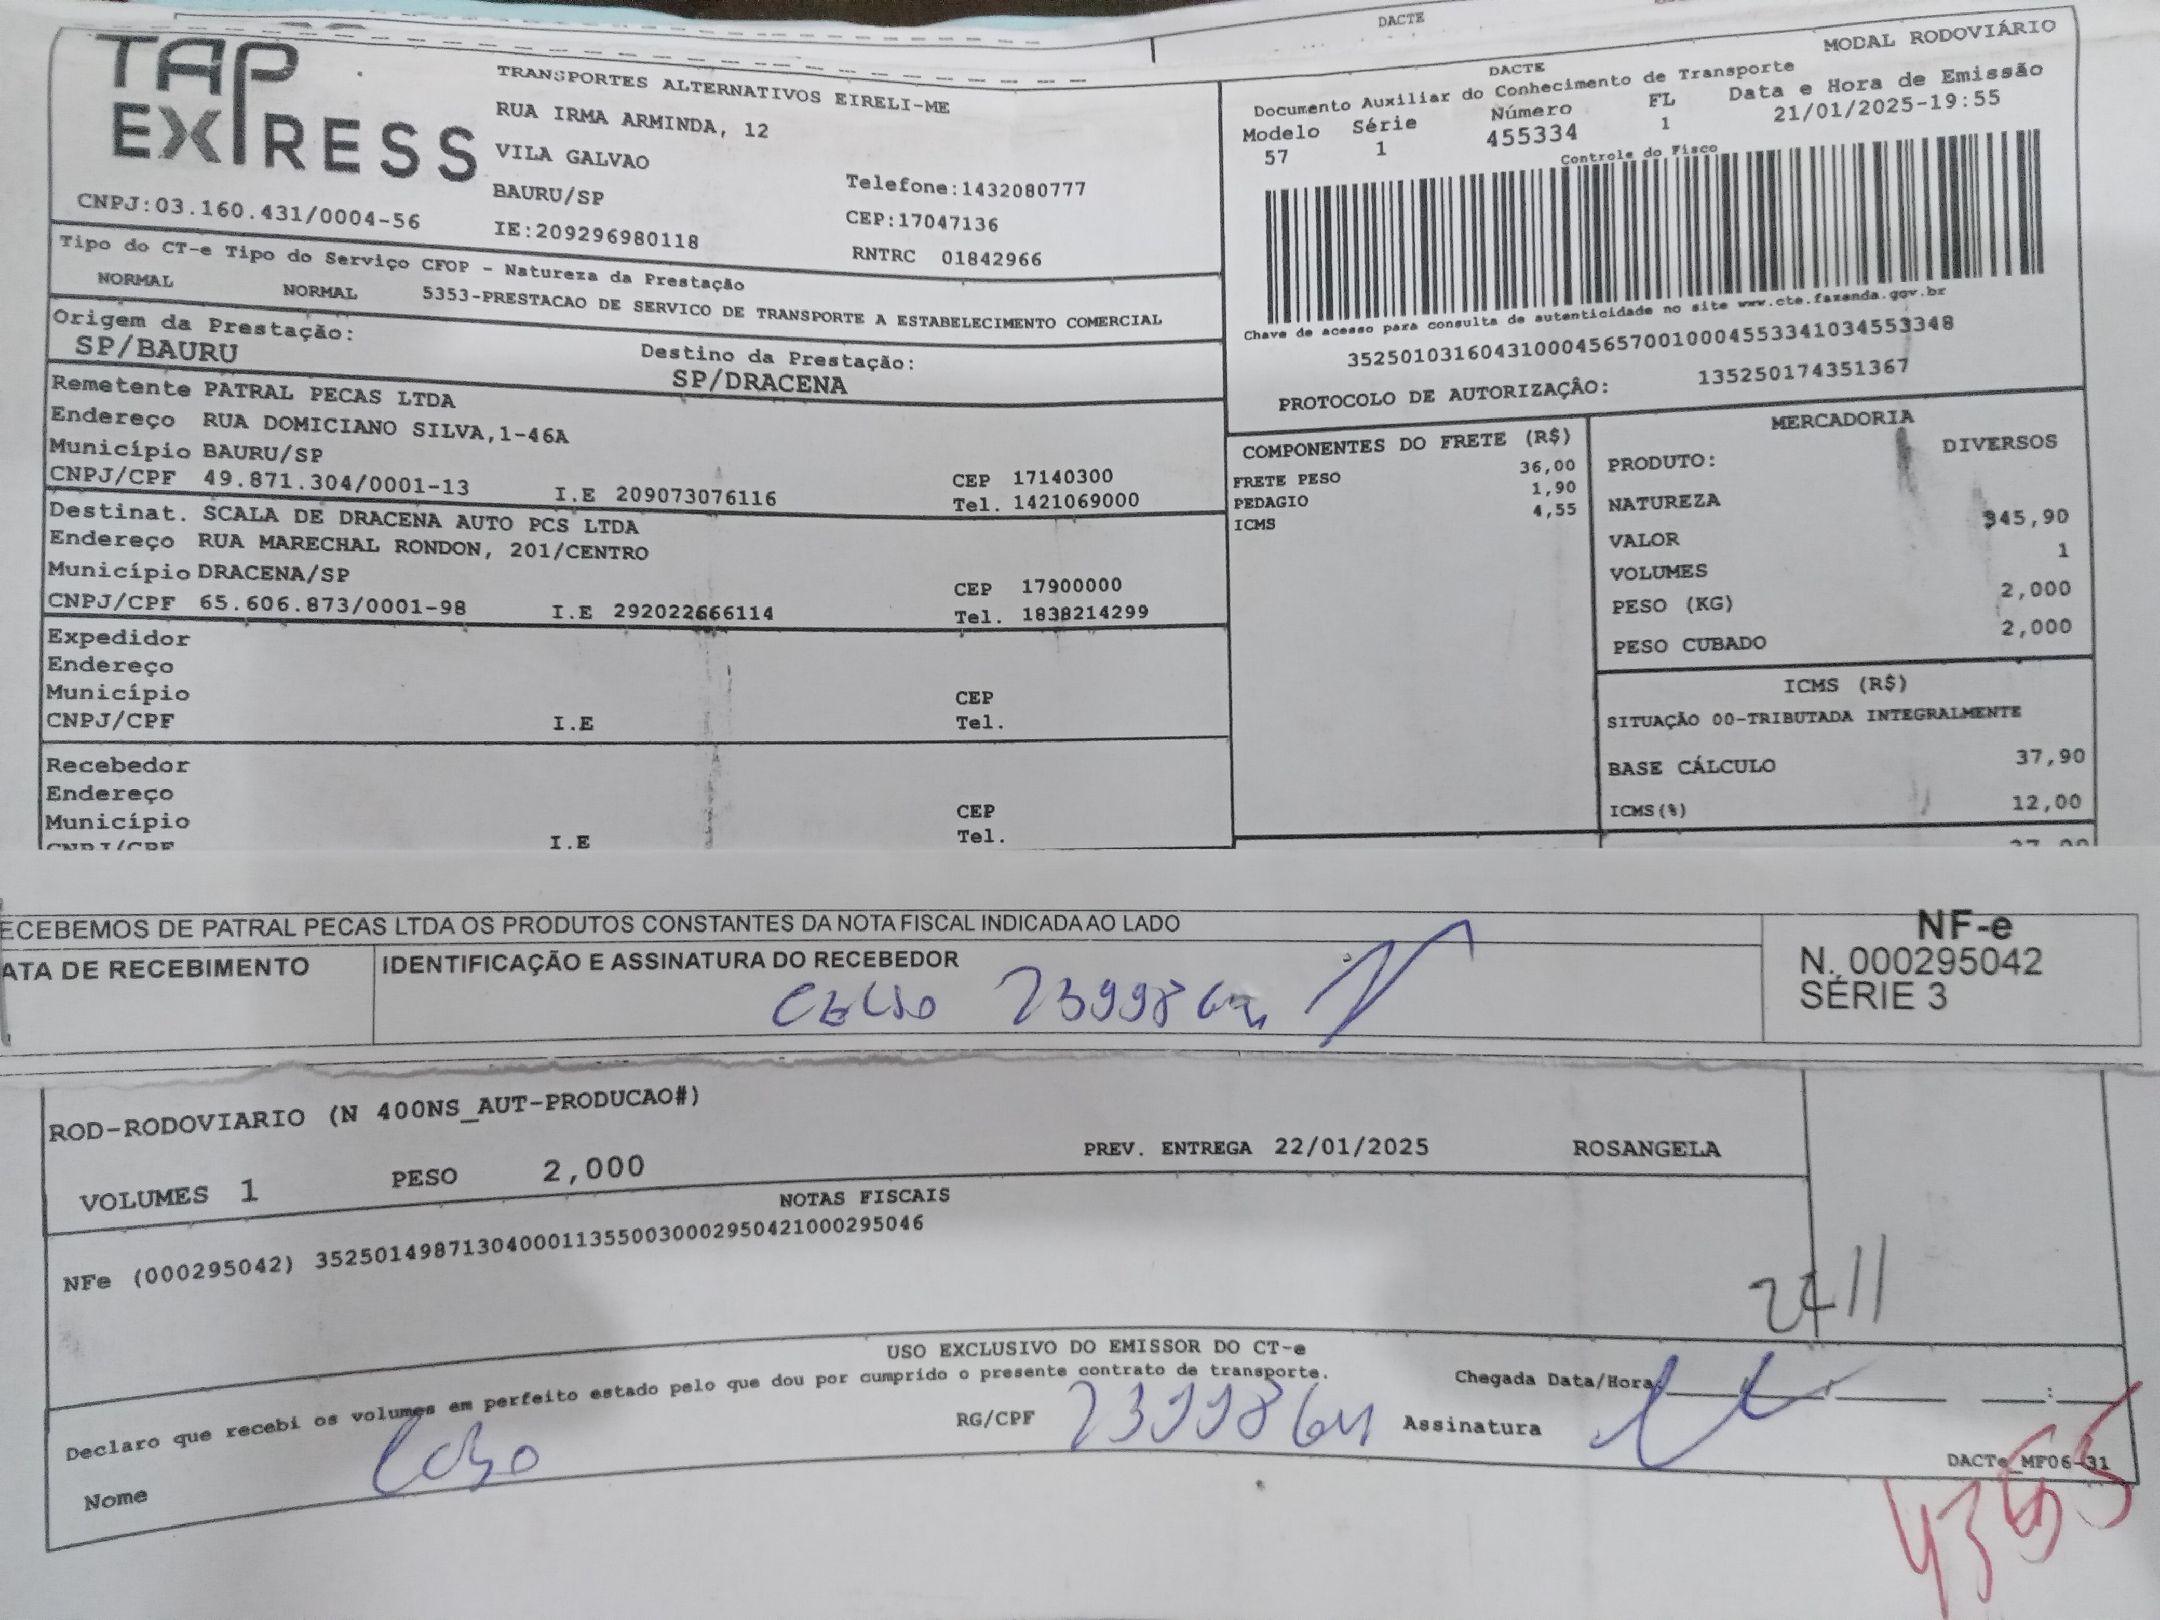 DACTE
TAP
EXPRESS
CNPJ:03.160.431/0004-56
TRANSPORTES ALTERNATIVOS EIRELI-ME
RUA IRMA ARMINDA, 12
VILA GALVAO
BAURU/SP
IE:209296980118
Telefone:1432080777
CEP:17047136
RNTRC 01842966
MODAL RODOVIÁRIO
DACTE
Documento Auxiliar do Conhecimento de Transporte
Modelo Série Número FL Data e Hora de Emissão
57 1 455334 1 21/01/2025-19:55
Controle do Fisco
Chave de acesso para consulta de autenticidade no site www.cte.fazenda.gov.br
35250103160431000456570010004553341034553348
PROTOCOLO DE AUTORIZAÇÃO: 135250174351367
Tipo do CT-e Tipo do Serviço CFOP - Natureza da Prestação
NORMAL NORMAL 5353-PRESTACAO DE SERVICO DE TRANSPORTE A ESTABELECIMENTO COMERCIAL
Origem da Prestação: Destino da Prestação:
SP/BAURU SP/DRACENA
Remetente PATRAL PECAS LTDA
Endereço RUA DOMICIANO SILVA,1-46A
Município BAURU/SP CEP 17140300
CNPJ/CPF 49.871.304/0001-13 I.E 209073076116 Tel. 1421069000
Destinat. SCALA DE DRACENA AUTO PCS LTDA
Endereço RUA MARECHAL RONDON, 201/CENTRO
Município DRACENA/SP CEP 17900000
CNPJ/CPF 65.606.873/0001-98 I.E 292022666114 Tel. 1838214299
Expedidor
Endereço
Município CEP
CNPJ/CPF I.E Tel.
Recebedor
Endereço
Município CEP
CNPJ/CPF I.E Tel.
COMPONENTES DO FRETE (R$)
FRETE PESO 36,00
PEDAGIO 1,90
ICMS 4,55
MERCADORIA
PRODUTO: DIVERSOS
NATUREZA
VALOR 945,90
VOLUMES 1
PESO (KG) 2,000
PESO CUBADO 2,000
ICMS (R$)
SITUAÇÃO 00-TRIBUTADA INTEGRALMENTE
BASE CÁLCULO 37,90
ICMS(%) 12,00
ECEBEMOS DE PATRAL PECAS LTDA OS PRODUTOS CONSTANTES DA NOTA FISCAL INDICADA AO LADO
ATA DE RECEBIMENTO IDENTIFICAÇÃO E ASSINATURA DO RECEBEDOR
CELSO
NF-e
N. 000295042
SÉRIE 3
ROD-RODOVIARIO (N 400NS_AUT-PRODUCAO#)
VOLUMES 1 PESO 2,000 PREV. ENTREGA 22/01/2025 ROSANGELA
NOTAS FISCAIS
NFe (000295042) 35250149871304000113550030002950421000295046
USO EXCLUSIVO DO EMISSOR DO CT-e
Declaro que recebi os volumes em perfeito estado pelo que dou por cumprido o presente contrato de transporte.
Chegada Data/Hora
Nome Celso RG/CPF Assinatura
DACTe_MF06-31